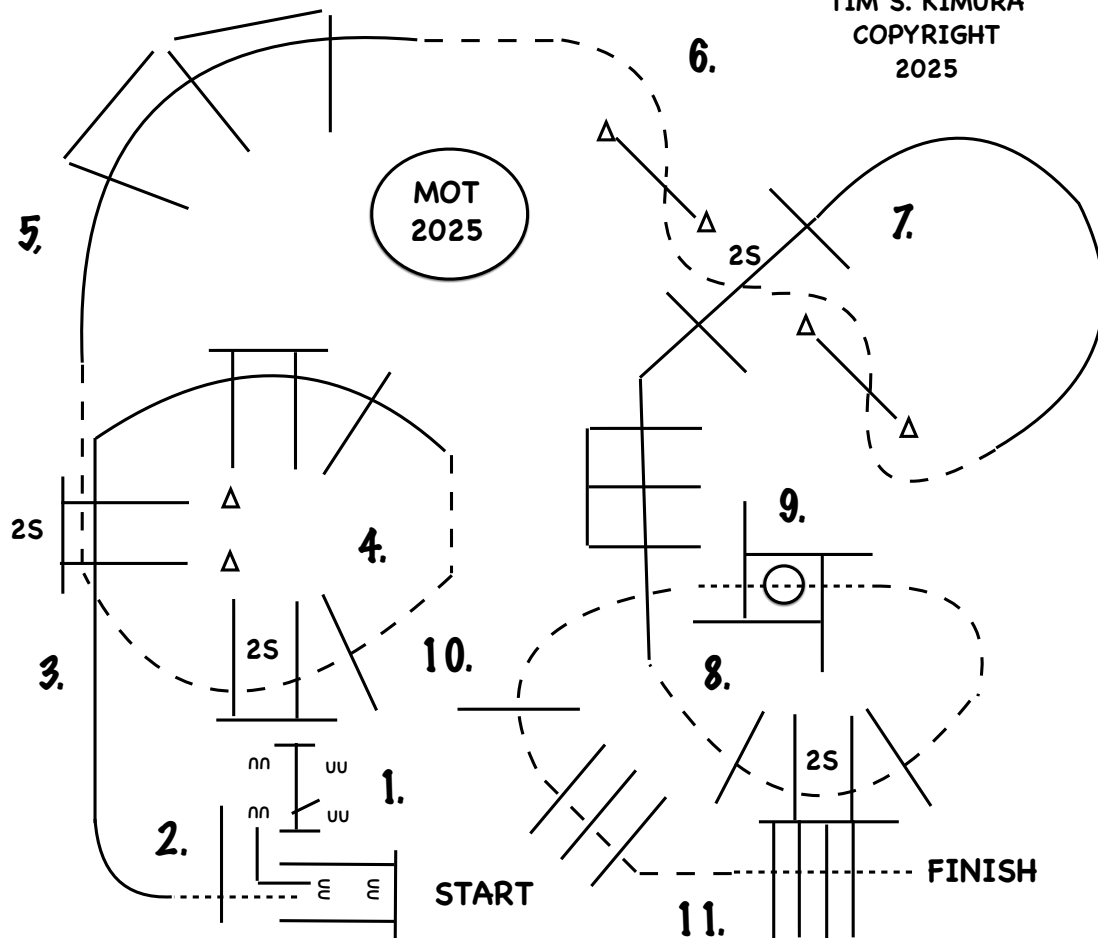 TIM S. KIMURA
COPYRIGHT
2025
6.
MOT
2025
5,
7.
2S
2S
4.
9.
3.
2S
10.
8.
1.
2S
2.
START
FINISH
11.